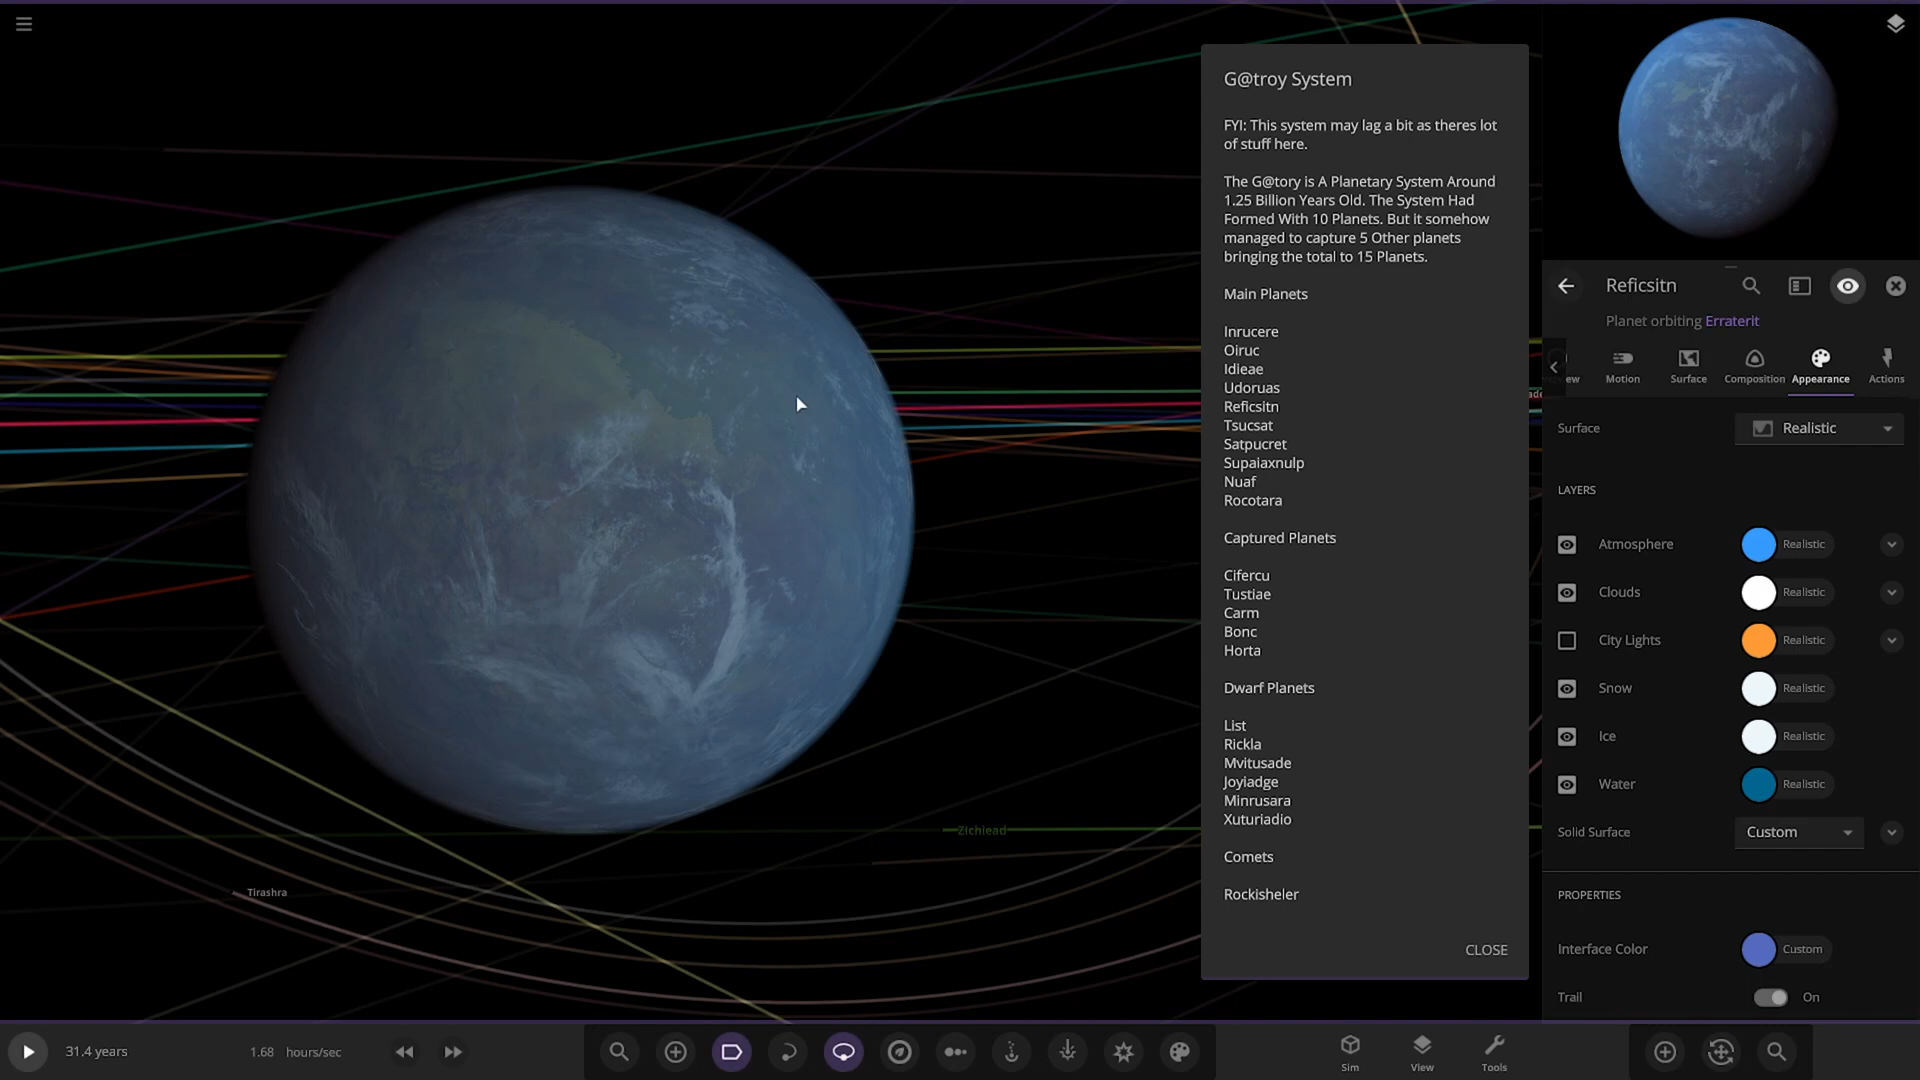 G@troy System
FYI: This system may lag a bit as theres lot
of stuff here.
The G@tory is A Planetary System Around
1.25 Billion Years Old. The System Had
Formed With 10 Planets. But it somehow
managed to capture 5 Other planets
bringing the total to 15 Planets.
Main Planets
Inrucere
Oiruc
Idieae
Udoruas
Reficsitn
Tsucsat
Satpucret
Supaiaxnulp
Nuaf
Rocotara
Captured Planets
Cifercu
Tustiae
Carm
Bonc
Horta
Dwarf Planets
List
Rickla
Mvitusade
Joyiadge
Minrusara
Xuturiadio
Comets
Rockisheler
CLOSE
Zichiead
Tirashra
Reficsitn
Planet orbiting Erraterit
Motion
Surface
Composition
Appearance
Actions
Surface
Realistic
LAYERS
Atmosphere Realistic
Clouds Realistic
City Lights Realistic
Snow Realistic
Ice Realistic
Water Realistic
Solid Surface Custom
PROPERTIES
Interface Color Custom
Trail On
31.4 years
1.68 hours/sec
Sim
View
Tools